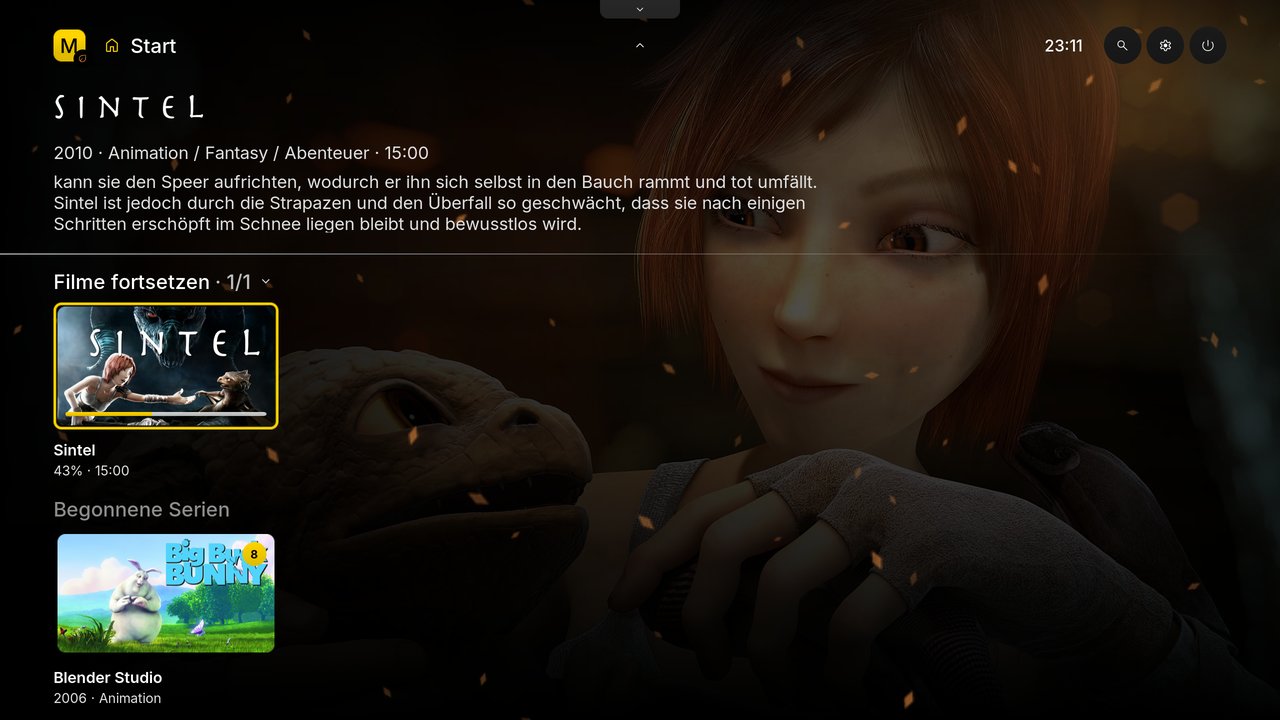 M
Start
23:11
SINTEL
2010 · Animation / Fantasy / Abenteuer · 15:00
kann sie den Speer aufrichten, wodurch er ihn sich selbst in den Bauch rammt und tot umfällt.
Sintel ist jedoch durch die Strapazen und den Überfall so geschwächt, dass sie nach einigen
Schritten erschöpft im Schnee liegen bleibt und bewusstlos wird.
Filme fortsetzen · 1/1
SINTEL
Sintel
43% · 15:00
Begonnene Serien
Big Buck
BUNNY
8
Blender Studio
2006 · Animation